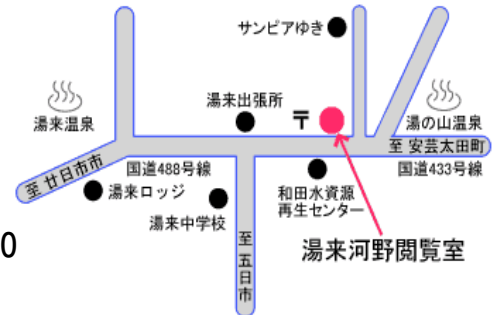 サンピアゆき
湯来温泉
湯来出張所
〒
湯の山温泉
至 安芸太田町
国道488号線
国道433号線
至 廿日市市
湯来ロッジ
和田水資源
再生センター
湯来中学校
至五日市
湯来河野閲覧室
0